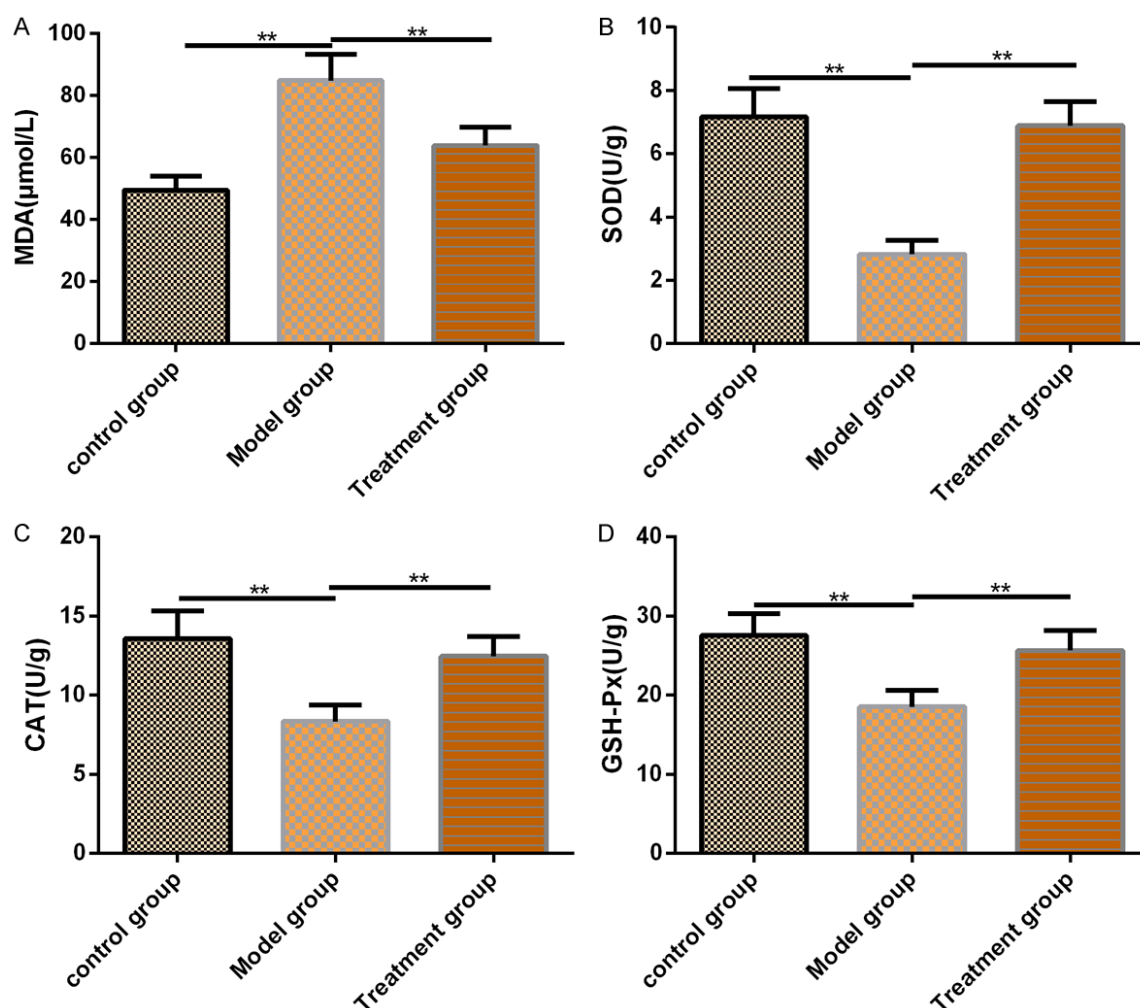 A
MDA(μmol/L)
100
80
60
40
20
0
**
**
control group
Model group
Treatment group
B
SOD(U/g)
10
8
6
4
2
0
**
**
control group
Model group
Treatment group
C
CAT(U/g)
20
15
10
5
0
**
**
control group
Model group
Treatment group
D
GSH-Px(U/g)
40
30
20
10
0
**
**
control group
Model group
Treatment group